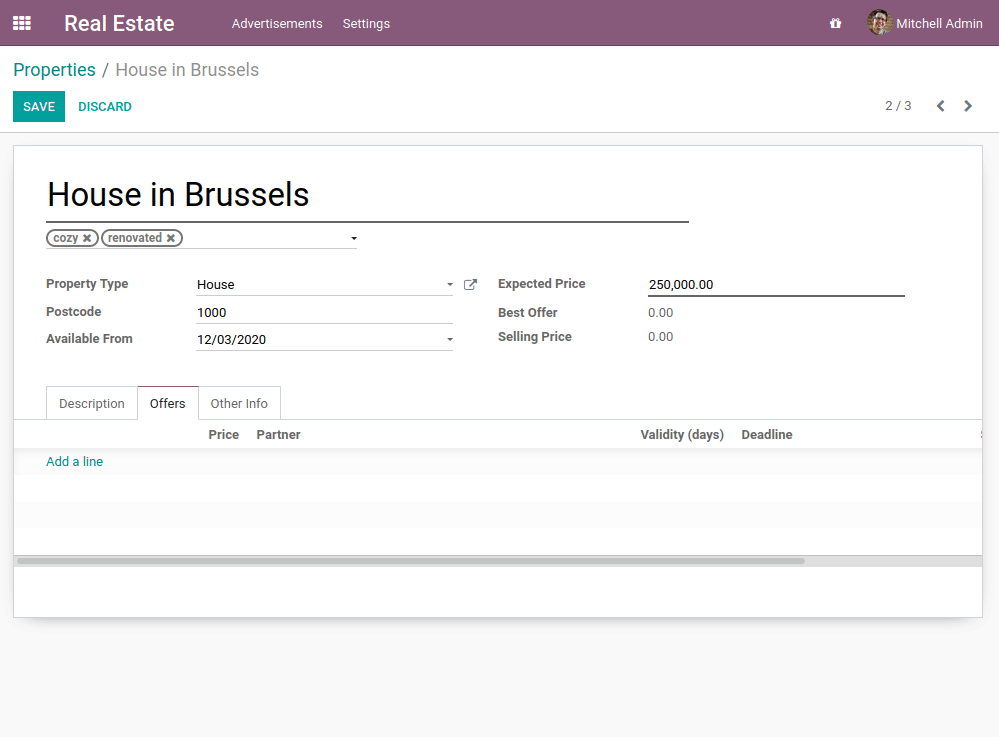 Real Estate Advertisements Settings Mitchell Admin
Properties / House in Brussels
SAVE DISCARD 2 / 3
House in Brussels
cozy renovated
Property Type House Expected Price 250,000.00
Postcode 1000 Best Offer 0.00
Available From 12/03/2020 Selling Price 0.00
Description Offers Other Info
Price Partner Validity (days) Deadline
Add a line